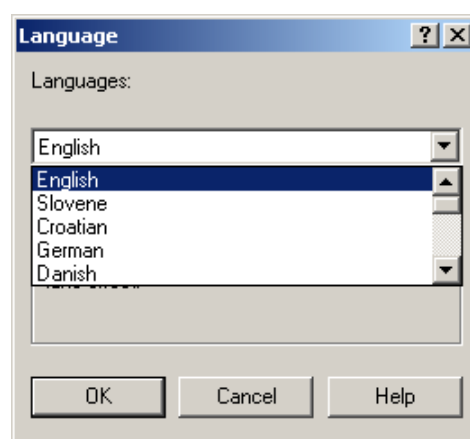 Language
Languages:
English
English
Slovene
Croatian
German
Danish
OK Cancel Help